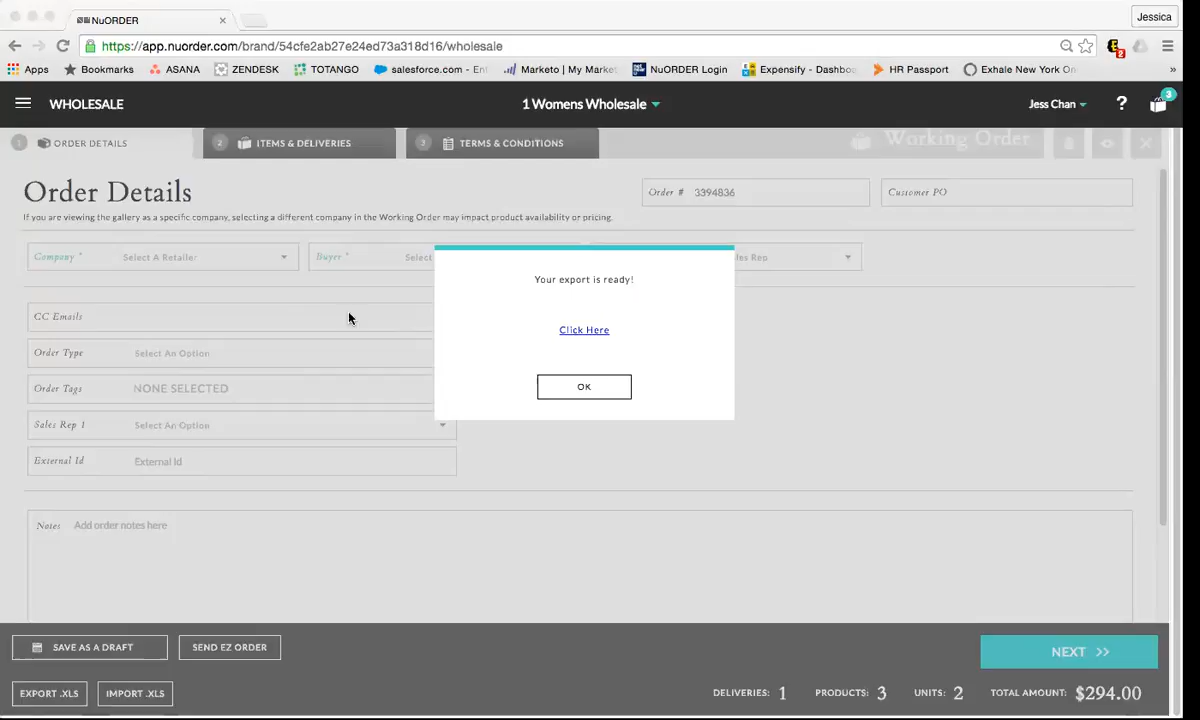 NuORDER
Jessica
https://app.nuorder.com/brand/54cfe2ab27e24ed73a318d16/wholesale
2
Apps Bookmarks ASANA ZENDESK TOTANGO salesforce.com - Ent Marketo | My Market NuORDER Login Expensify - Dashboa HR Passport Exhale New York On »
WHOLESALE 1 Womens Wholesale Jess Chan ? 3
1 ORDER DETAILS 2 ITEMS & DELIVERIES 3 TERMS & CONDITIONS Working Order
Order Details Order # 3394836 Customer PO
If you are viewing the gallery as a specific company, selecting a different company in the Working Order may impact product availability or pricing.
Company * Select A Retailer Buyer * Select les Rep
Your export is ready!
CC Emails
Click Here
Order Type Select An Option
Order Tags NONE SELECTED
OK
Sales Rep 1 Select An Option
External Id External Id
Notes Add order notes here
SAVE AS A DRAFT SEND EZ ORDER NEXT >>
EXPORT .XLS IMPORT .XLS DELIVERIES: 1 PRODUCTS: 3 UNITS: 2 TOTAL AMOUNT: $294.00